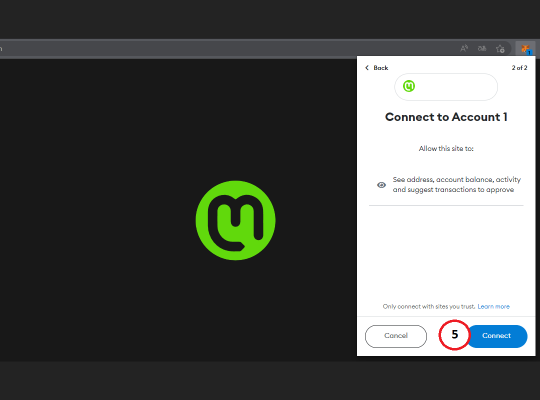 Back
2 of 2
Connect to Account 1
Allow this site to:
See address, account balance, activity
and suggest transactions to approve
Only connect with sites you trust. Learn more
Cancel
5
Connect